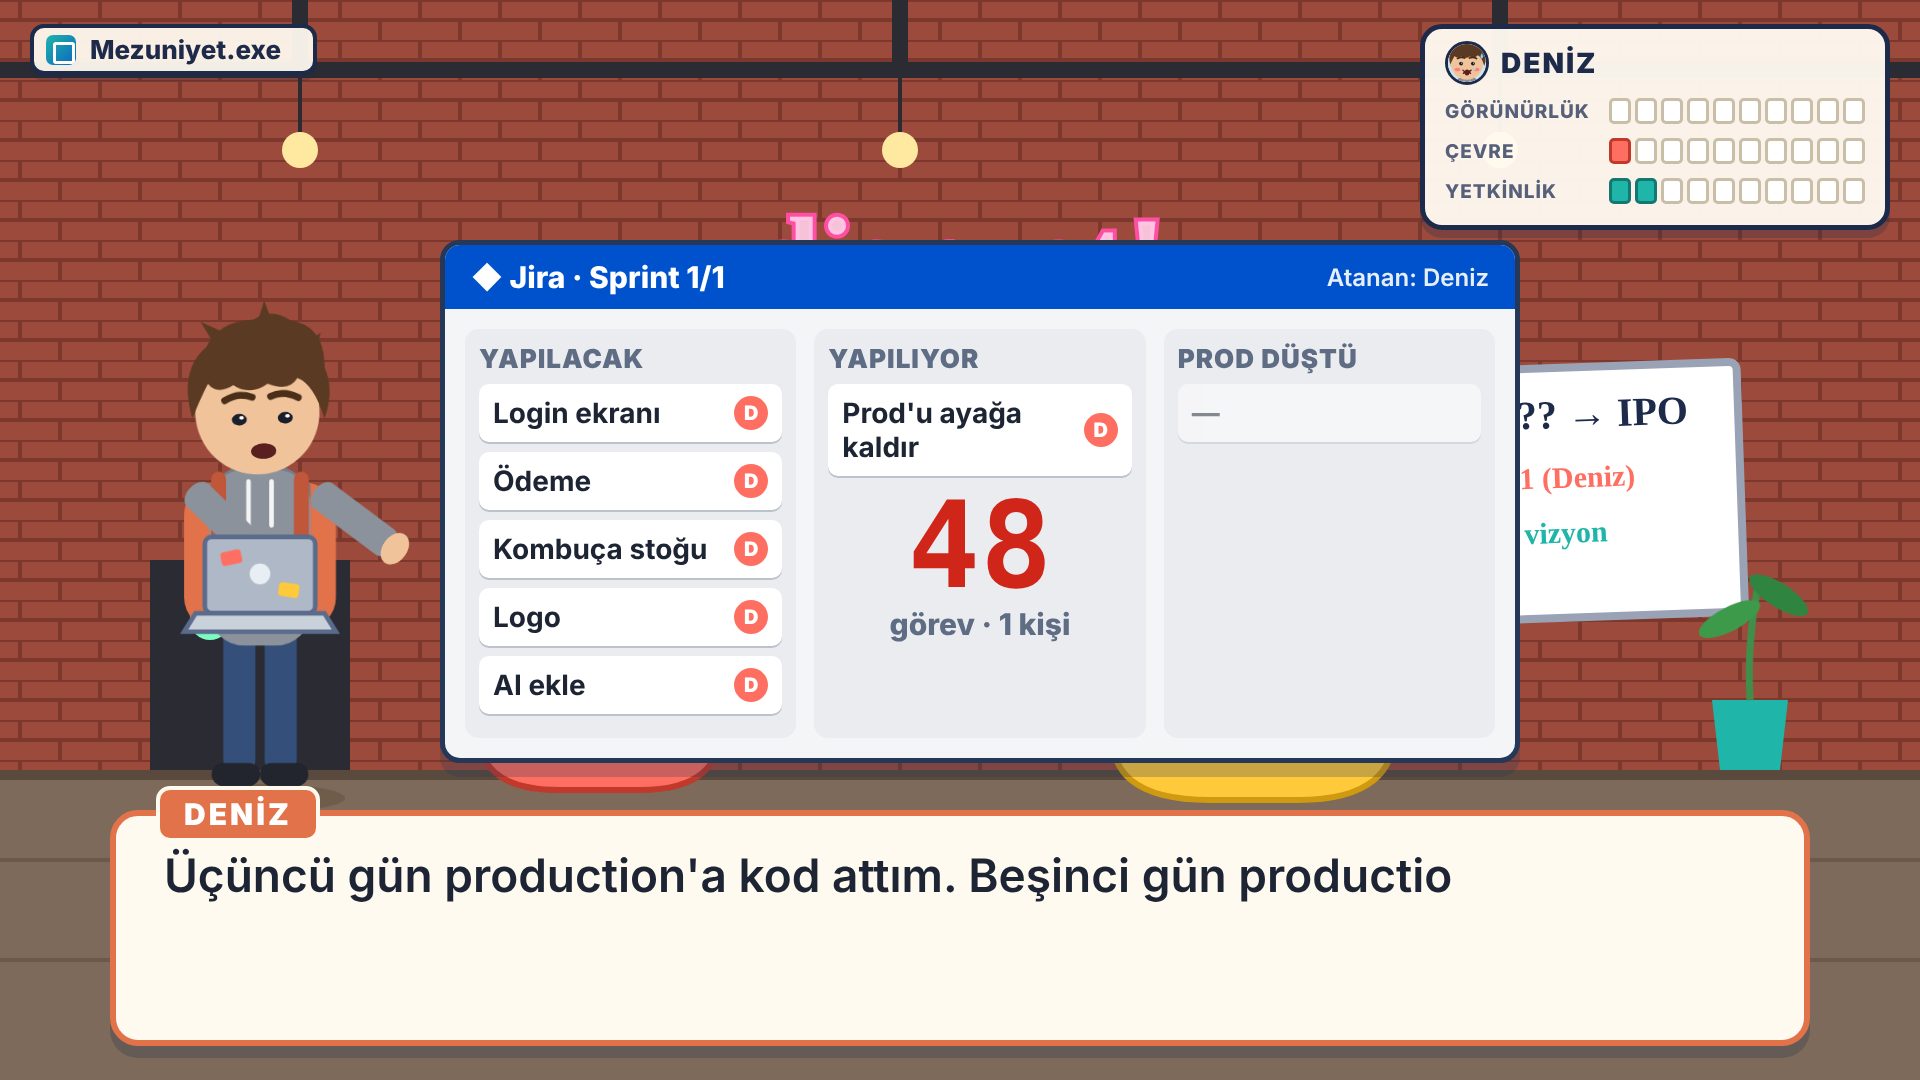 Mezuniyet.exe
DENİZ
GÖRÜNÜRLÜK
ÇEVRE
YETKİNLİK
Jira · Sprint 1/1
Atanan: Deniz
YAPILACAK
Login ekranı D
Ödeme D
Kombuça stoğu D
Logo D
AI ekle D
YAPILIYOR
Prod'u ayağa
kaldır D
48
görev · 1 kişi
PROD DÜŞTÜ
—
?? → IPO
1 (Deniz)
vizyon
DENİZ
Üçüncü gün production'a kod attım. Beşinci gün productio